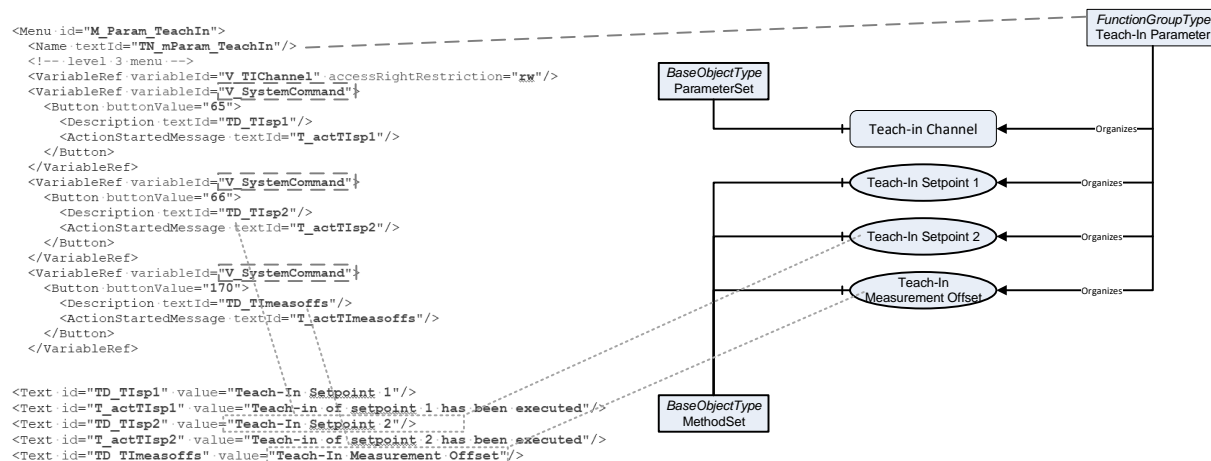 <Menu id="M_Param_TeachIn">
<Name textId="TN_mParam_TeachIn"/>
<!-- level 3 menu -->
<VariableRef variableId="V_TIChannel" accessRightRestriction="rw"/>
<VariableRef variableId="V_SystemCommand">
<Button buttonValue="65">
<Description textId="TD_TIsp1"/>
<ActionStartedMessage textId="T_actTIsp1"/>
</Button>
</VariableRef>
<VariableRef variableId="V_SystemCommand">
<Button buttonValue="66">
<Description textId="TD_TIsp2"/>
<ActionStartedMessage textId="T_actTIsp2"/>
</Button>
</VariableRef>
<VariableRef variableId="V_SystemCommand">
<Button buttonValue="170">
<Description textId="TD_TImeasoffs"/>
<ActionStartedMessage textId="T_actTImeasoffs"/>
</Button>
</VariableRef>
<Text id="TD_TIsp1" value="Teach-In Setpoint 1"/>
<Text id="T_actTIsp1" value="Teach-in of setpoint 1 has been executed"/>
<Text id="TD_TIsp2" value="Teach-In Setpoint 2"/>
<Text id="T_actTIsp2" value="Teach-in of setpoint 2 has been executed"/>
<Text id="TD_TImeasoffs" value="Teach-In Measurement Offset"/>
FunctionGroupType
Teach-In Parameter
BaseObjectType
ParameterSet
Teach-in Channel
Organizes
Teach-In Setpoint 1
Organizes
Teach-In Setpoint 2
Organizes
Teach-In
Measurement Offset
Organizes
BaseObjectType
MethodSet